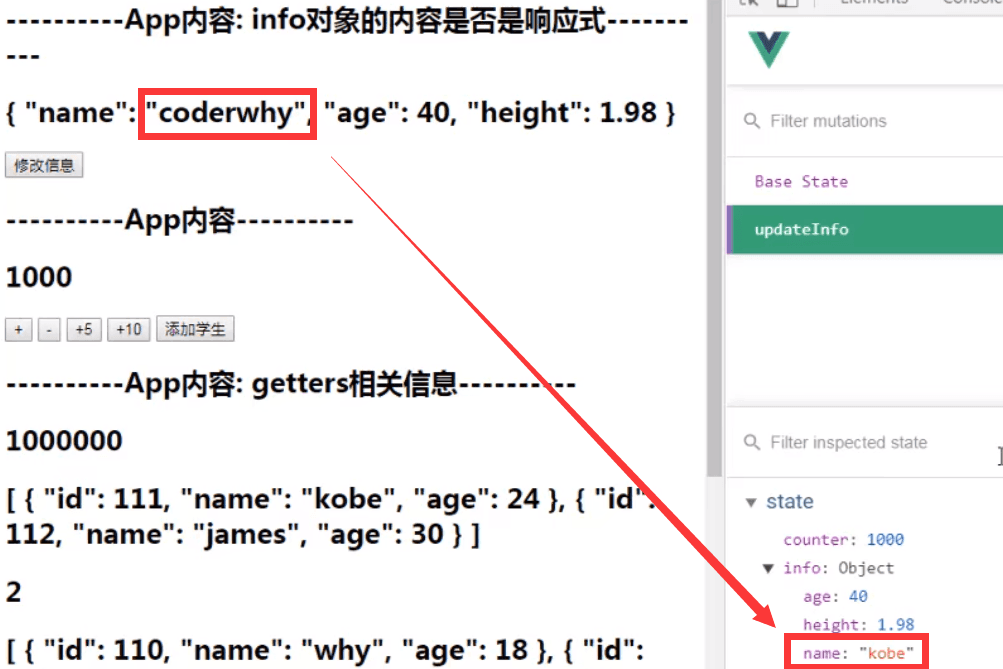 ----------App内容: info对象的内容是否是响应式-------
---
{ "name": "coderwhy", "age": 40, "height": 1.98 }
修改信息
----------App内容----------
1000
+ - +5 +10 添加学生
----------App内容: getters相关信息----------
1000000
[ { "id": 111, "name": "kobe", "age": 24 }, { "id":
112, "name": "james", "age": 30 } ]
2
[ { "id": 110, "name": "why", "age": 18 }, { "id":
Elements
Filter mutations
Base State
updateInfo
Filter inspected state
state
counter: 1000
info: Object
age: 40
height: 1.98
name: "kobe"